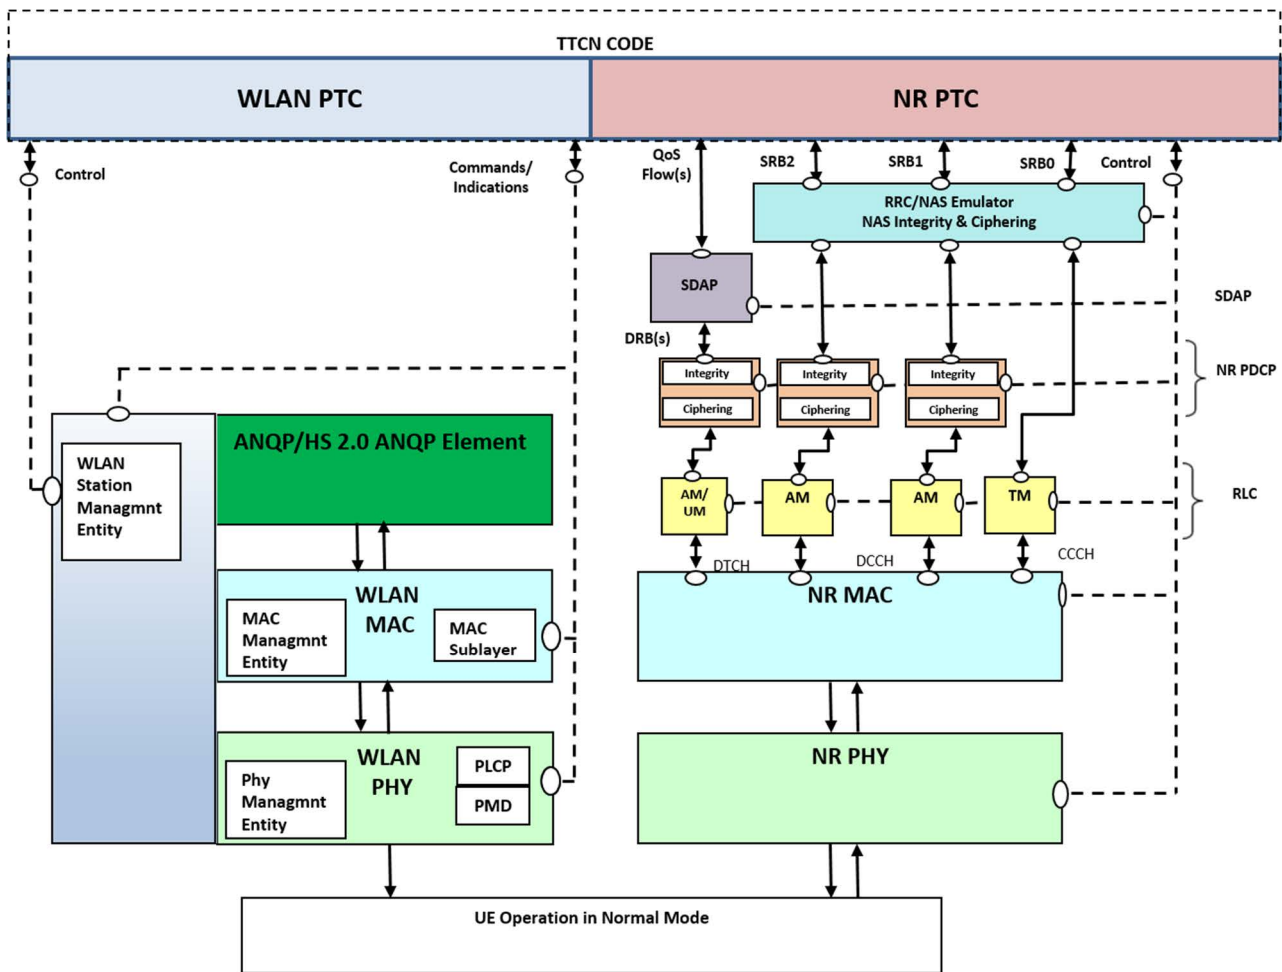 TTCN CODE
WLAN PTC
NR PTC
Control
Commands/
Indications
QoS
Flow(s)
SRB2
SRB1
SRB0
Control
RRC/NAS Emulator
NAS Integrity & Ciphering
SDAP
SDAP
DRB(s)
Integrity
Ciphering
Integrity
Ciphering
Integrity
Ciphering
NR PDCP
ANQP/HS 2.0 ANQP Element
WLAN
Station
Managmnt
Entity
AM/
UM
AM
AM
TM
RLC
DTCH
DCCH
CCCH
WLAN
MAC
MAC
Managmnt
Entity
MAC
Sublayer
NR MAC
WLAN
PHY
Phy
Managmnt
Entity
PLCP
PMD
NR PHY
UE Operation in Normal Mode